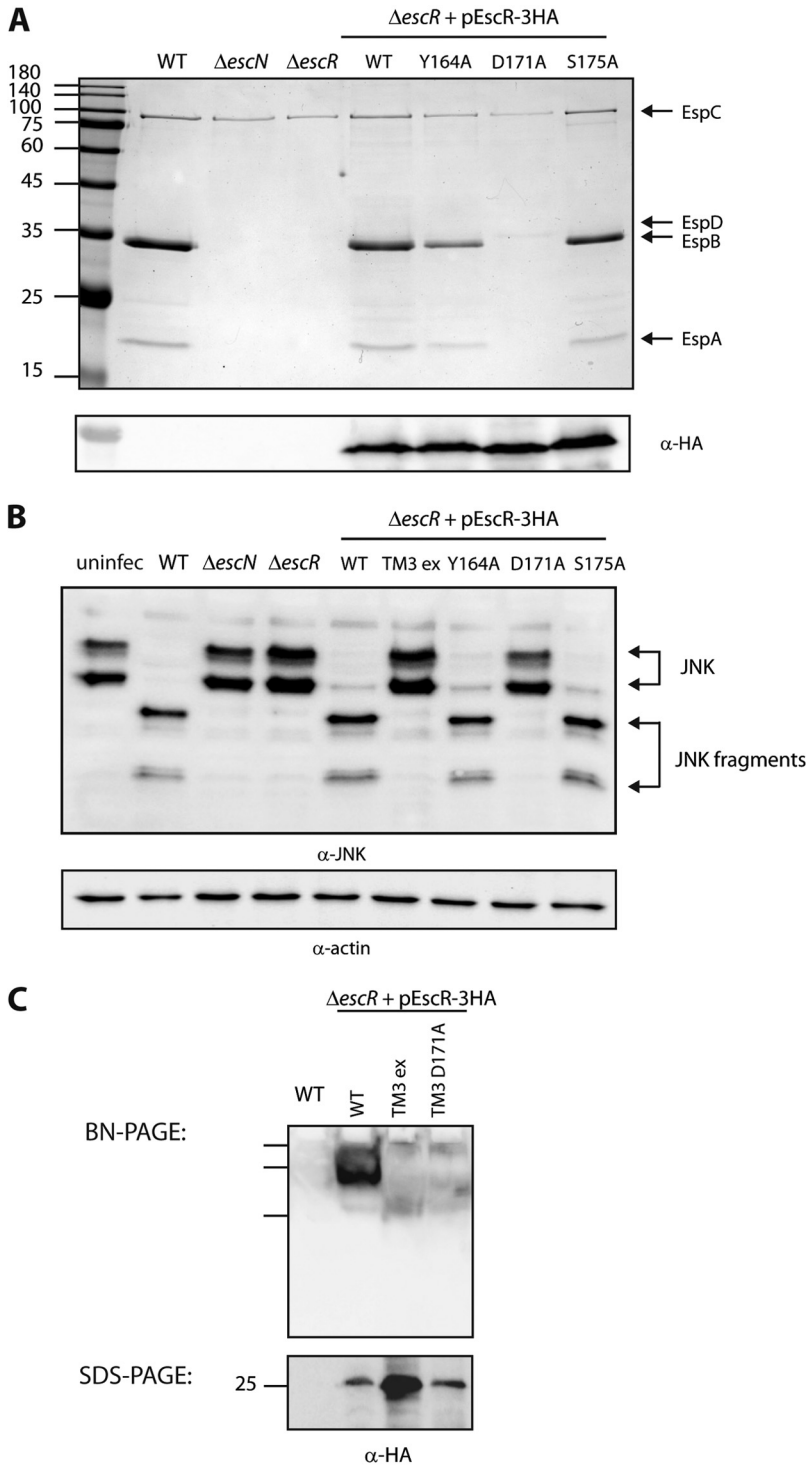 A
ΔescR + pEscR-3HA
WT ΔescN ΔescR WT Y164A D171A S175A
180
140
100
75
60
45
35
25
15
EspC
EspD
EspB
EspA
α-HA
B
ΔescR + pEscR-3HA
uninfec WT ΔescN ΔescR WT TM3 ex Y164A D171A S175A
JNK
JNK fragments
α-JNK
α-actin
C
ΔescR + pEscR-3HA
WT WT TM3 ex TM3 D171A
BN-PAGE:
SDS-PAGE:
25
α-HA